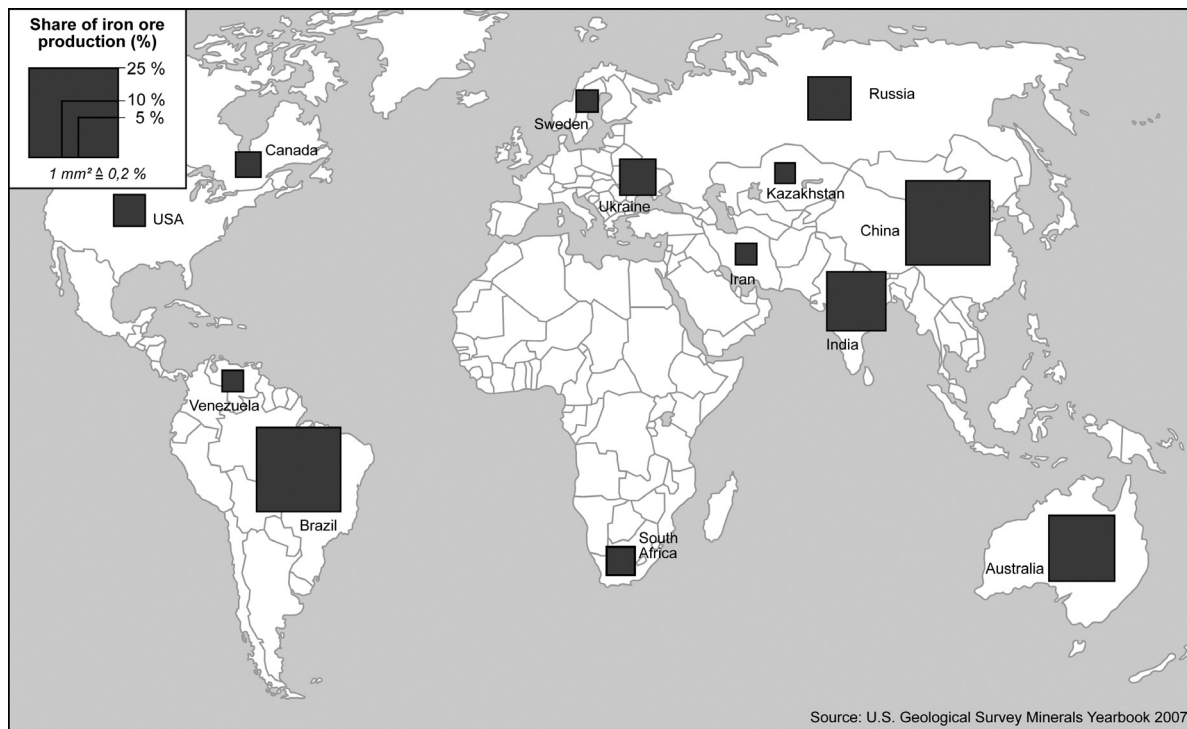 Share of iron ore
production (%)
25 %
10 %
5 %
1 mm² ≙ 0,2 %
Canada
USA
Sweden
Russia
Ukraine
Kazakhstan
China
Iran
India
Venezuela
Brazil
South
Africa
Australia
Source: U.S. Geological Survey Minerals Yearbook 2007